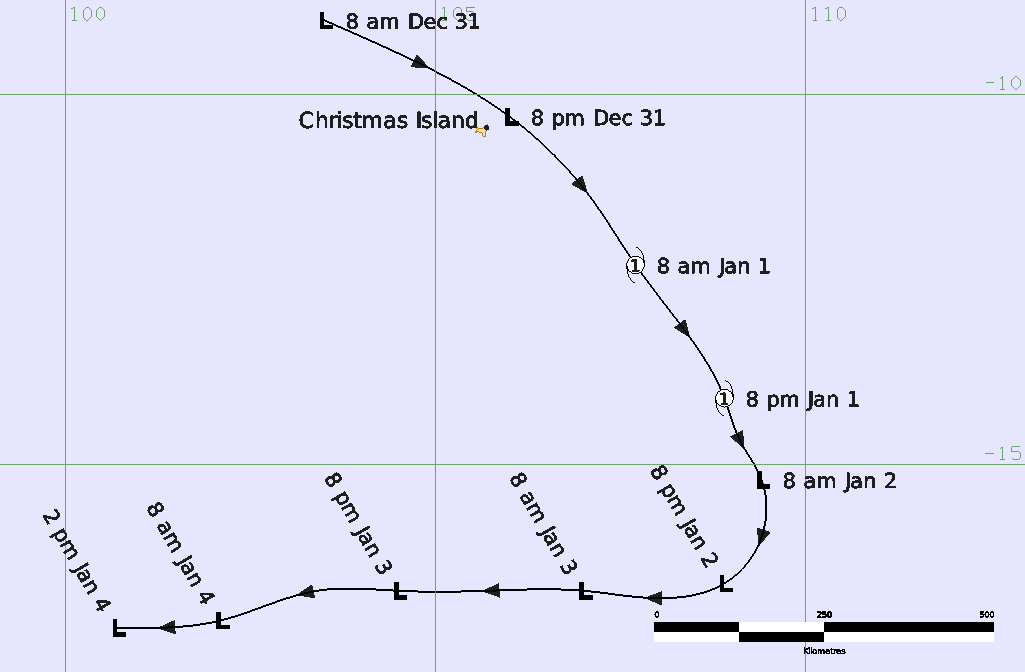 100
105
110
L 8 am Dec 31
-10
Christmas Island
L 8 pm Dec 31
1 8 am Jan 1
1 8 pm Jan 1
-15
L 8 am Jan 2
L 8 pm Jan 2
L 8 am Jan 3
L 8 pm Jan 3
L 8 am Jan 4
L 2 pm Jan 4
0 250 500
Kilometres